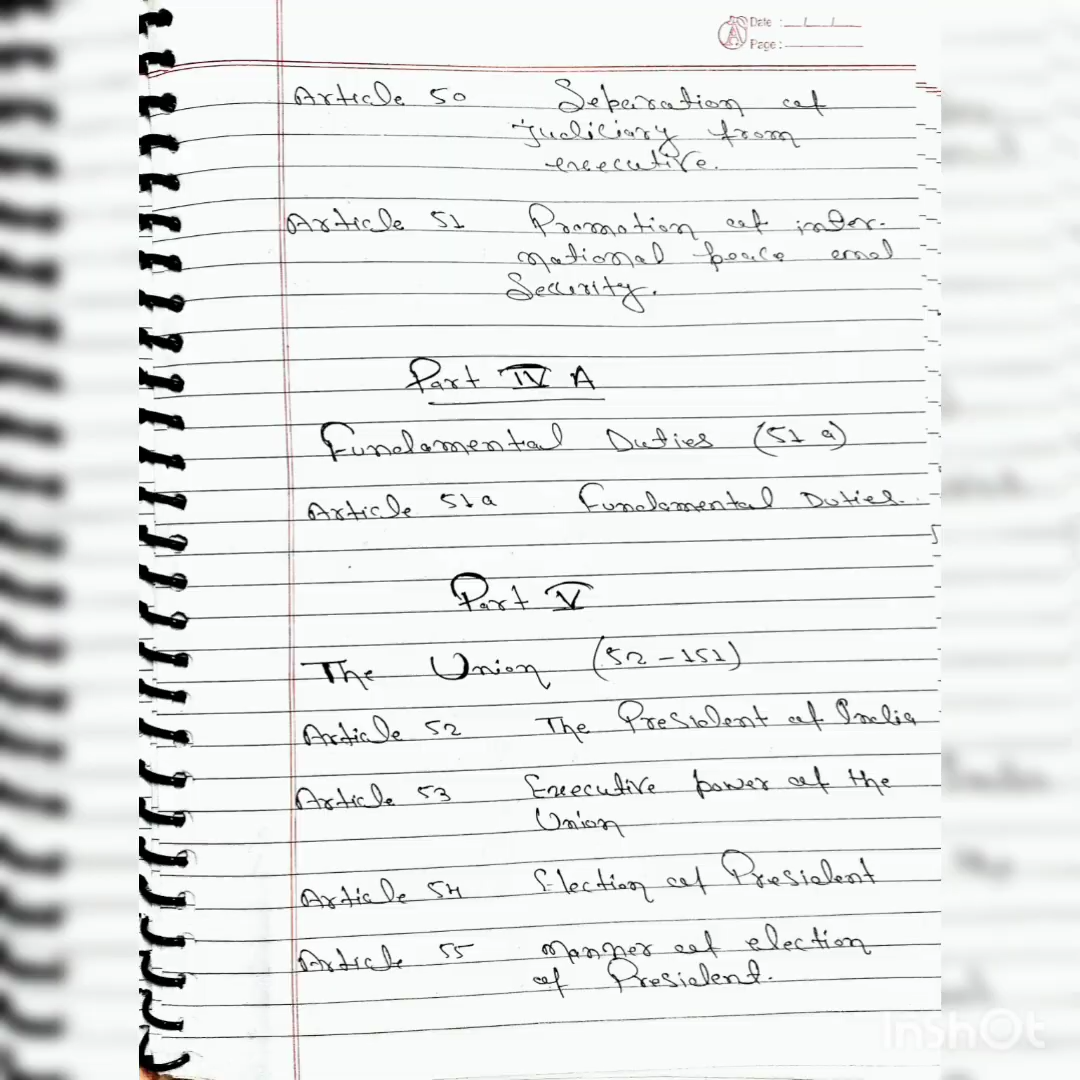 Date :
Page :
Article 50 Separation of
judiciary from
executive.
Article 51 Promotion of inter-
national peace and
Security.
Part IV A
Fundamental Duties (51 a)
Article 51a Fundamental Duties.
Part V
The Union (52-151)
Article 52 The President of India
Article 53 Executive power of the
Union
Article 54 Election of President
Article 55 manner of election
of President.
InShOt